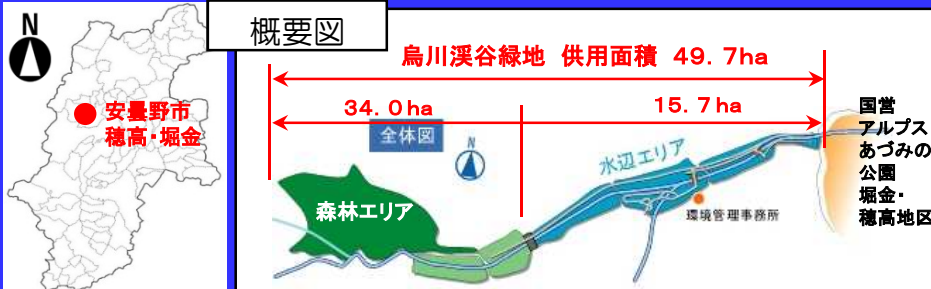 N
安曇野市
穂高・堀金
概要図
烏川渓谷緑地 供用面積 49.7ha
34.0ha
15.7ha
全体図
N
森林エリア
水辺エリア
環境管理事務所
国営
アルプス
あづみの
公園
堀金・
穂高地区